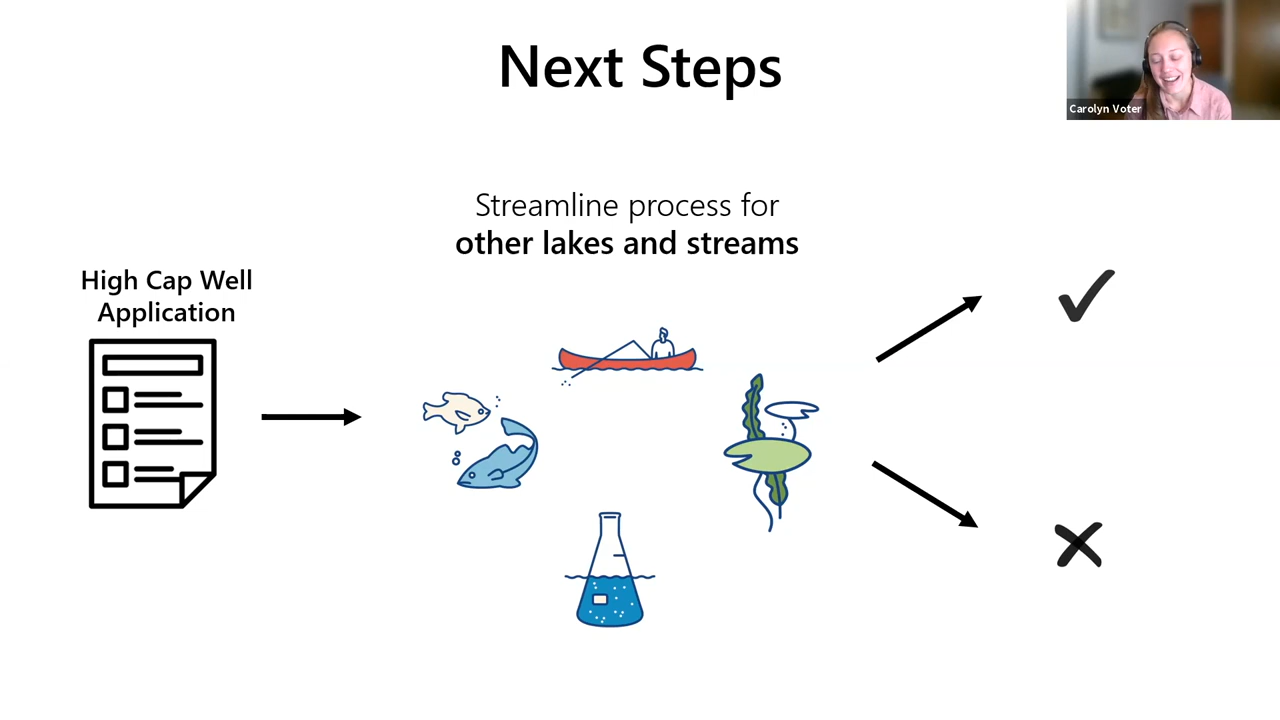 Next Steps
Carolyn Voter
Streamline process for
other lakes and streams
High Cap Well
Application